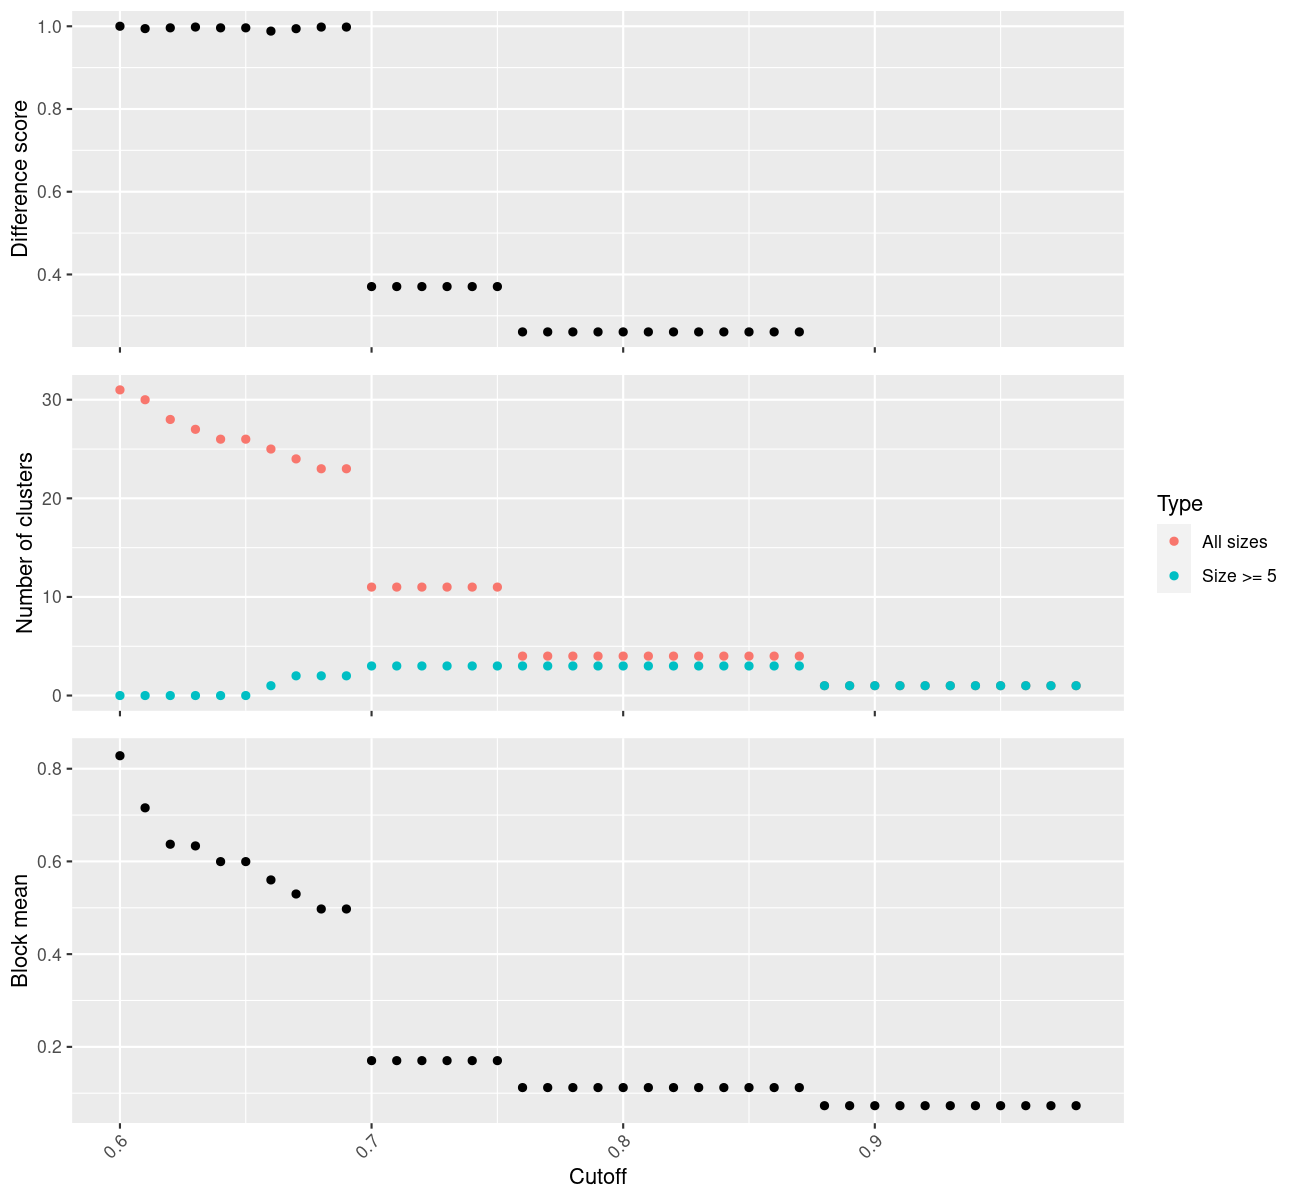 Difference score
1.0
0.8
0.6
0.4
Number of clusters
30
20
10
0
Type
All sizes
Size >= 5
Block mean
0.8
0.6
0.4
0.2
0.6
0.7
0.8
0.9
Cutoff